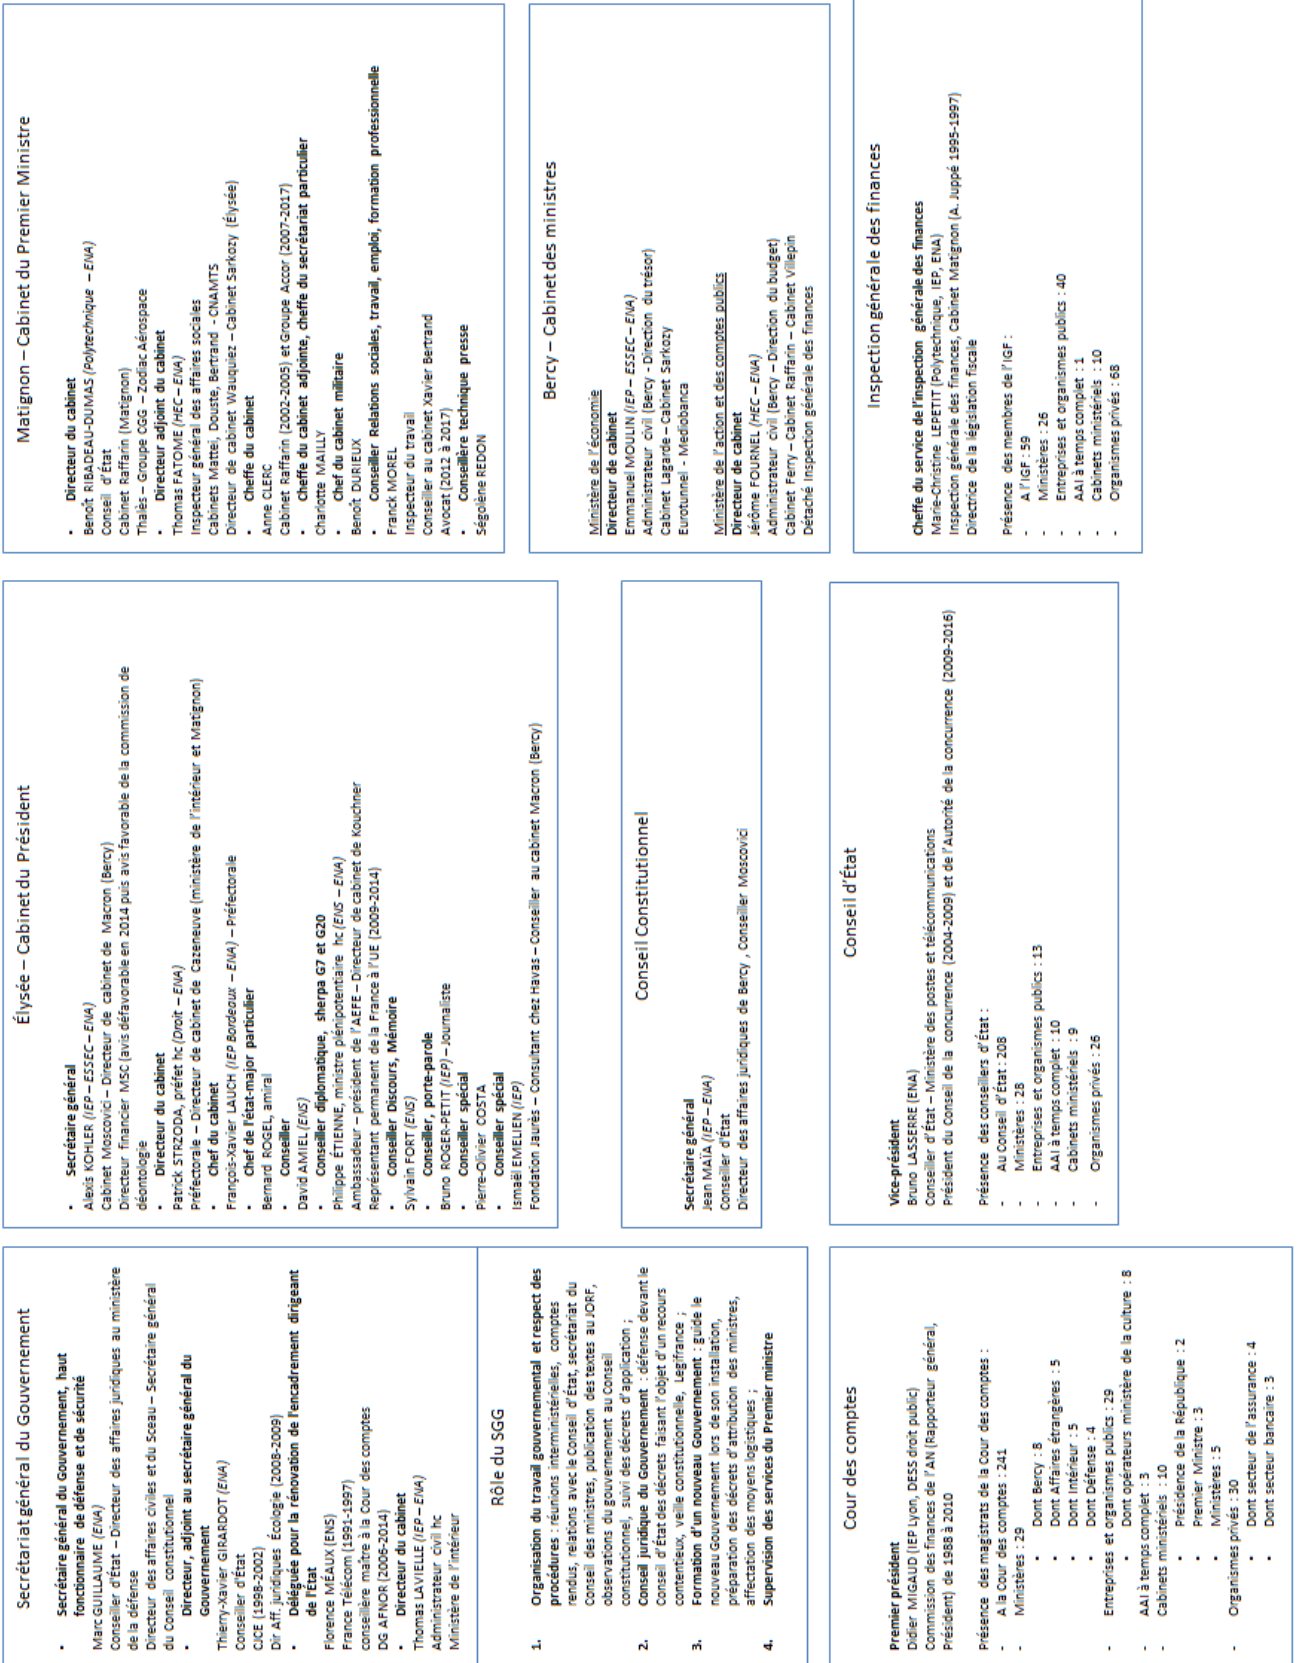 Secrétariat général du Gouvernement
• Secrétaire général du Gouvernement, haut
fonctionnaire de défense et de sécurité
Marc GUILLAUME (ENA)
Conseiller d'État – Directeur des affaires juridiques au ministère
de la défense
Directeur des affaires civiles et du Sceau – Secrétaire général
du Conseil constitutionnel
• Directeur, adjoint au secrétaire général du
Gouvernement
Thierry-Xavier GIRARDOT (ENA)
Conseiller d'État
CJCE (1998-2002)
Dir Aff. juridiques Écologie (2008-2009)
• Déléguée pour la rénovation de l'encadrement dirigeant
de l'État
Florence MÉAUX (ENS)
France Télécom (1991-1997)
conseillère maître à la Cour des comptes
DG AFNOR (2006-2014)
• Directeur du cabinet
Thomas LAVIELLE (IEP – ENA)
Administrateur civil hc
Ministère de l'intérieur
Rôle du SGG
1. Organisation du travail gouvernemental et respect des
procédures : réunions interministérielles, comptes
rendus, relations avec le Conseil d'État, secrétariat du
Conseil des ministres, publication des textes au JORF,
observations du gouvernement au Conseil
constitutionnel, suivi des décrets d'application ;
2. Conseil juridique du Gouvernement : défense devant le
Conseil d'État des décrets faisant l'objet d'un recours
contentieux, veille constitutionnelle, Legifrance ;
3. Formation d'un nouveau Gouvernement : guide le
nouveau Gouvernement lors de son installation,
préparation des décrets d'attribution des ministres,
affectation des moyens logistiques ;
4. Supervision des services du Premier ministre
Cour des comptes
Premier président
Didier MIGAUD (IEP Lyon, DESS droit public)
Commission des finances de l'AN (Rapporteur général,
Président) de 1988 à 2010
Présence des magistrats de la Cour des comptes :
- A la Cour des comptes : 241
- Ministères : 29
• Dont Bercy : 8
• Dont Affaires étrangères : 5
• Dont Intérieur : 5
• Dont Défense : 4
- Entreprises et organismes publics : 29
• Dont opérateurs ministère de la culture : 8
- AAI à temps complet : 3
- Cabinets ministériels : 10
• Présidence de la République : 2
• Premier Ministre : 3
• Ministères : 5
- Organismes privés : 30
• Dont secteur de l'assurance : 4
• Dont secteur bancaire : 3
Élysée – Cabinet du Président
• Secrétaire général
Alexis KOHLER (IEP – ESSEC – ENA)
Cabinet Moscovici – Directeur de cabinet de Macron (Bercy)
Directeur financier MSC (avis défavorable en 2014 puis avis favorable de la commission de
déontologie
• Directeur du cabinet
Patrick STRZODA, préfet hc (Droit – ENA)
Préfectorale – Directeur de cabinet de Cazeneuve (ministère de l'intérieur et Matignon)
• Chef du cabinet
François-Xavier LAUCH (IEP Bordeaux – ENA) – Préfectorale
• Chef de l'état-major particulier
Bernard ROGEL, amiral
• Conseiller
David AMIEL (ENS)
• Conseiller diplomatique, sherpa G7 et G20
Philippe ÉTIENNE, ministre plénipotentiaire hc (ENS – ENA)
Ambassadeur – président de l'AEFE – Directeur de cabinet de Kouchner
Représentant permanent de la France à l'UE (2009-2014)
• Conseiller Discours, Mémoire
Sylvain FORT (ENS)
• Conseiller, porte-parole
Bruno ROGER-PETIT (IEP) – Journaliste
• Conseiller spécial
Pierre-Olivier COSTA
• Conseiller spécial
Ismaël EMELIEN (IEP)
Fondation Jaurès – Consultant chez Havas – Conseiller au cabinet Macron (Bercy)
Conseil Constitutionnel
Secrétaire général
Jean MAÏA (IEP – ENA)
Conseiller d'État
Directeur des affaires juridiques de Bercy , Conseiller Moscovici
Conseil d'État
Vice-président
Bruno LASSERRE (ENA)
Conseiller d'État – Ministère des postes et télécommunications
Président du Conseil de la concurrence (2004-2009) et de l'Autorité de la concurrence (2009-2016)
Présence des conseillers d'État :
- Au Conseil d'État : 208
- Ministères : 28
- Entreprises et organismes publics : 13
- AAI à temps complet : 10
- Cabinets ministériels : 9
- Organismes privés : 26
Matignon – Cabinet du Premier Ministre
• Directeur du cabinet
Benoît RIBADEAU-DUMAS (Polytechnique – ENA)
Conseil d'État
Cabinet Raffarin (Matignon)
Thalès – Groupe CGG – Zodiac Aérospace
• Directeur adjoint du cabinet
Thomas FATOME (HEC – ENA)
Inspecteur général des affaires sociales
Cabinets Mattei, Douste, Bertrand - CNAMTS
Directeur de cabinet Wauquiez – Cabinet Sarkozy (Élysée)
• Cheffe du cabinet
Anne CLERC
Cabinet Raffarin (2002-2005) et Groupe Accor (2007-2017)
• Cheffe du cabinet adjointe, cheffe du secrétariat particulier
Charlotte MAILLY
• Chef du cabinet militaire
Benoît DURIEUX
• Conseiller Relations sociales, travail, emploi, formation professionnelle
Franck MOREL
Inspecteur du travail
Conseiller au cabinet Xavier Bertrand
Avocat (2012 à 2017)
• Conseillère technique presse
Ségolène REDON
Bercy – Cabinet des ministres
Ministère de l'économie
Directeur de cabinet
Emmanuel MOULIN (IEP – ESSEC – ENA)
Administrateur civil (Bercy - Direction du trésor)
Cabinet Lagarde – Cabinet Sarkozy
Eurotunnel - Mediobanca
Ministère de l'action et des comptes publics
Directeur de cabinet
Jérôme FOURNEL (HEC – ENA)
Administrateur civil (Bercy – Direction du budget)
Cabinet Ferry – Cabinet Raffarin – Cabinet Villepin
Détaché Inspection générale des finances
Inspection générale des finances
Cheffe du service de l'inspection générale des finances
Marie-Christine LEPETIT (Polytechnique, IEP, ENA)
Inspection générale des finances, Cabinet Matignon (A. Juppé 1995-1997)
Directrice de la législation fiscale
Présence des membres de l'IGF :
- A l'IGF : 59
- Ministères : 26
- Entreprises et organismes publics : 40
- AAI à temps complet : 1
- Cabinets ministériels : 10
- Organismes privés : 68